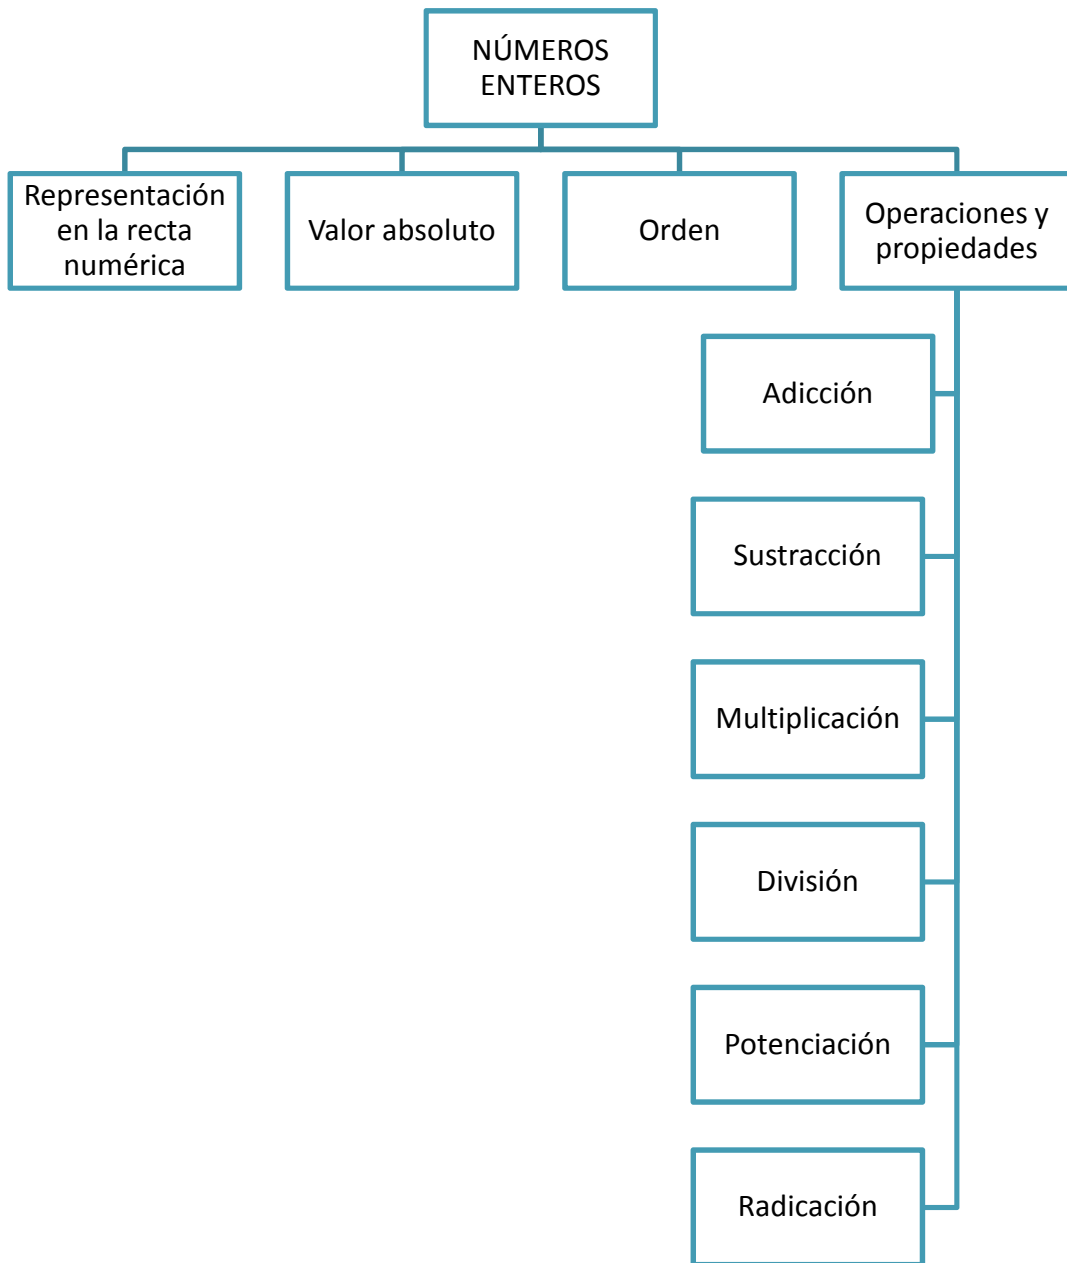 NÚMEROS
ENTEROS
Representación
en la recta
numérica
Valor absoluto
Orden
Operaciones y
propiedades
Adicción
Sustracción
Multiplicación
División
Potenciación
Radicación